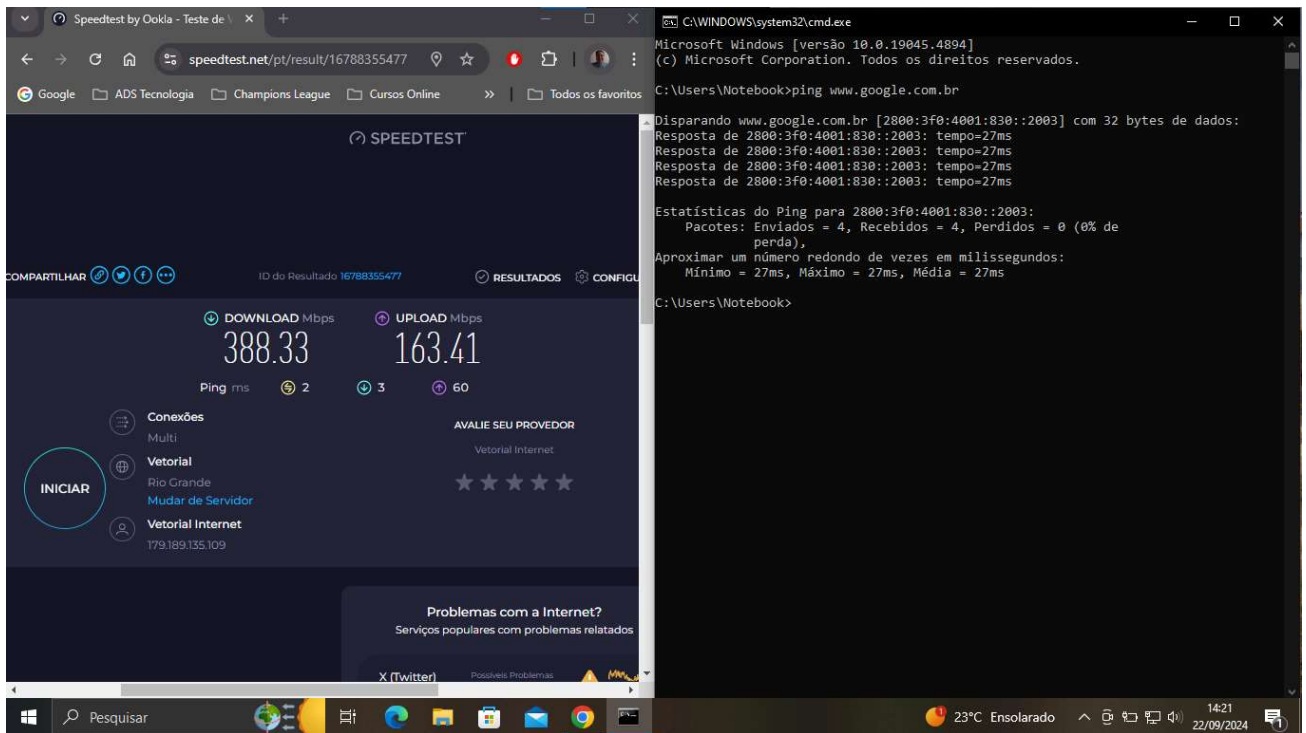 Speedtest by Ookla - Teste de
speedtest.net/pt/result/16788355477
Google ADS Tecnologia Champions League Cursos Online » Todos os favoritos
SPEEDTEST
COMPARTILHAR ID do Resultado 16788355477 RESULTADOS CONFIGU
DOWNLOAD Mbps UPLOAD Mbps
388.33 163.41
Ping ms 2 3 60
Conexões
Multi
AVALIE SEU PROVEDOR
Vetorial Internet
Vetorial
Rio Grande
Mudar de Servidor
INICIAR
Vetorial Internet
179.189.135.109
Problemas com a Internet?
Serviços populares com problemas relatados
X (Twitter) Possíveis Problemas
C:\WINDOWS\system32\cmd.exe
Microsoft Windows [versão 10.0.19045.4894]
(c) Microsoft Corporation. Todos os direitos reservados.
C:\Users\Notebook>ping www.google.com.br
Disparando www.google.com.br [2800:3f0:4001:830::2003] com 32 bytes de dados:
Resposta de 2800:3f0:4001:830::2003: tempo=27ms
Resposta de 2800:3f0:4001:830::2003: tempo=27ms
Resposta de 2800:3f0:4001:830::2003: tempo=27ms
Resposta de 2800:3f0:4001:830::2003: tempo=27ms
Estatísticas do Ping para 2800:3f0:4001:830::2003:
Pacotes: Enviados = 4, Recebidos = 4, Perdidos = 0 (0% de
perda),
Aproximar um número redondo de vezes em milissegundos:
Mínimo = 27ms, Máximo = 27ms, Média = 27ms
C:\Users\Notebook>
Pesquisar
23°C Ensolarado
14:21
22/09/2024